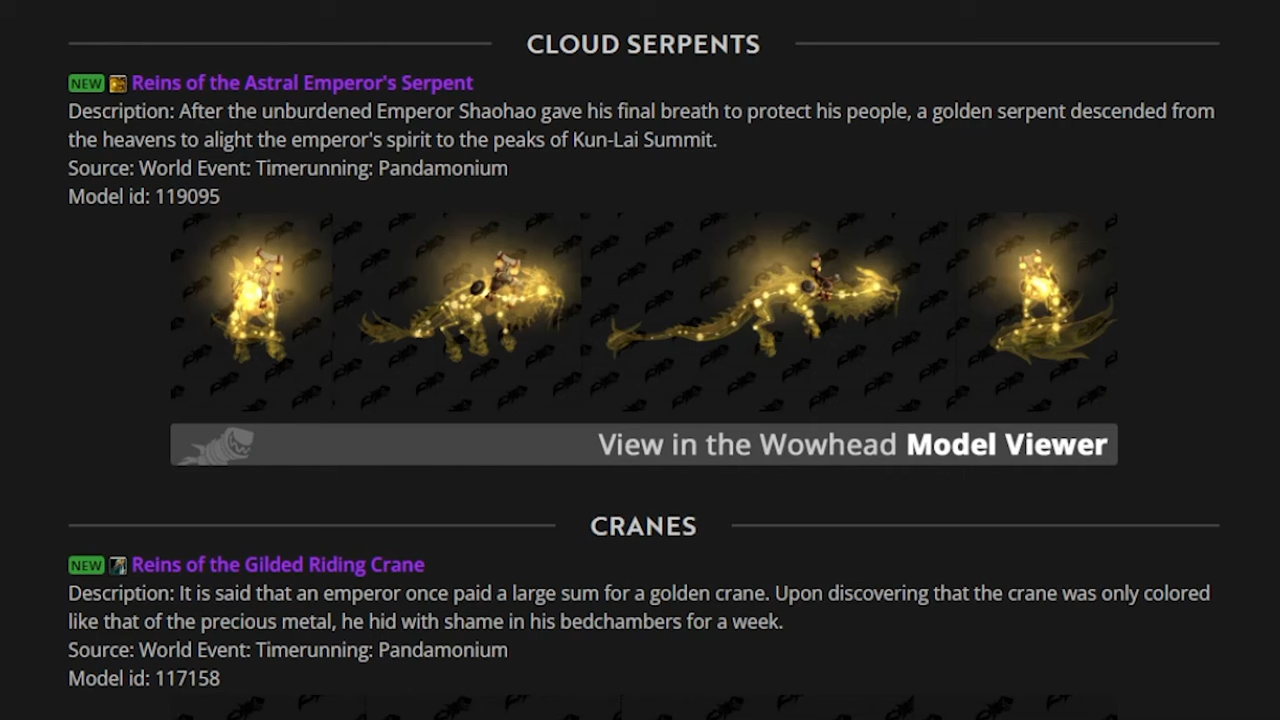 CLOUD SERPENTS
NEW Reins of the Astral Emperor's Serpent
Description: After the unburdened Emperor Shaohao gave his final breath to protect his people, a golden serpent descended from
the heavens to alight the emperor's spirit to the peaks of Kun-Lai Summit.
Source: World Event: Timerunning: Pandamonium
Model id: 119095
View in the Wowhead Model Viewer
CRANES
NEW Reins of the Gilded Riding Crane
Description: It is said that an emperor once paid a large sum for a golden crane. Upon discovering that the crane was only colored
like that of the precious metal, he hid with shame in his bedchambers for a week.
Source: World Event: Timerunning: Pandamonium
Model id: 117158